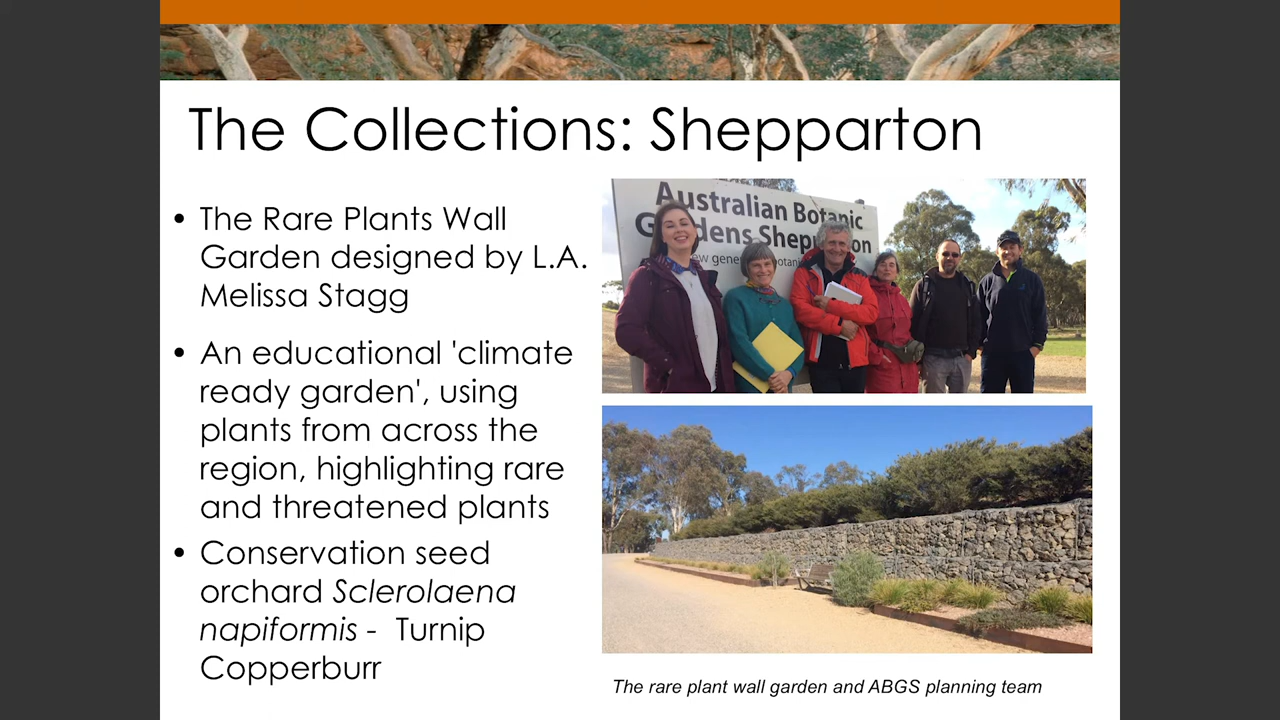 The Collections: Shepparton
• The Rare Plants Wall
Garden designed by L.A.
Melissa Stagg
• An educational 'climate
ready garden', using
plants from across the
region, highlighting rare
and threatened plants
• Conservation seed
orchard Sclerolaena
napiformis - Turnip
Copperburr
Australian Botanic
Gardens Shepparton
The rare plant wall garden and ABGS planning team